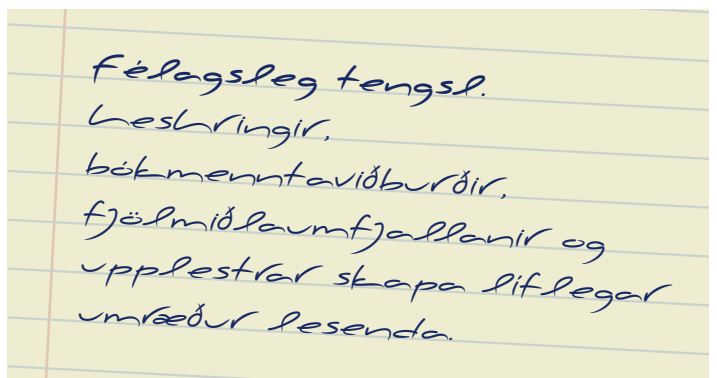 Félagsleg tengsl.
Leshringir,
bókmenntaviðburðir,
fjölmiðlaumfjallanir og
upplestrar skapa líflegar
umræður lesenda.